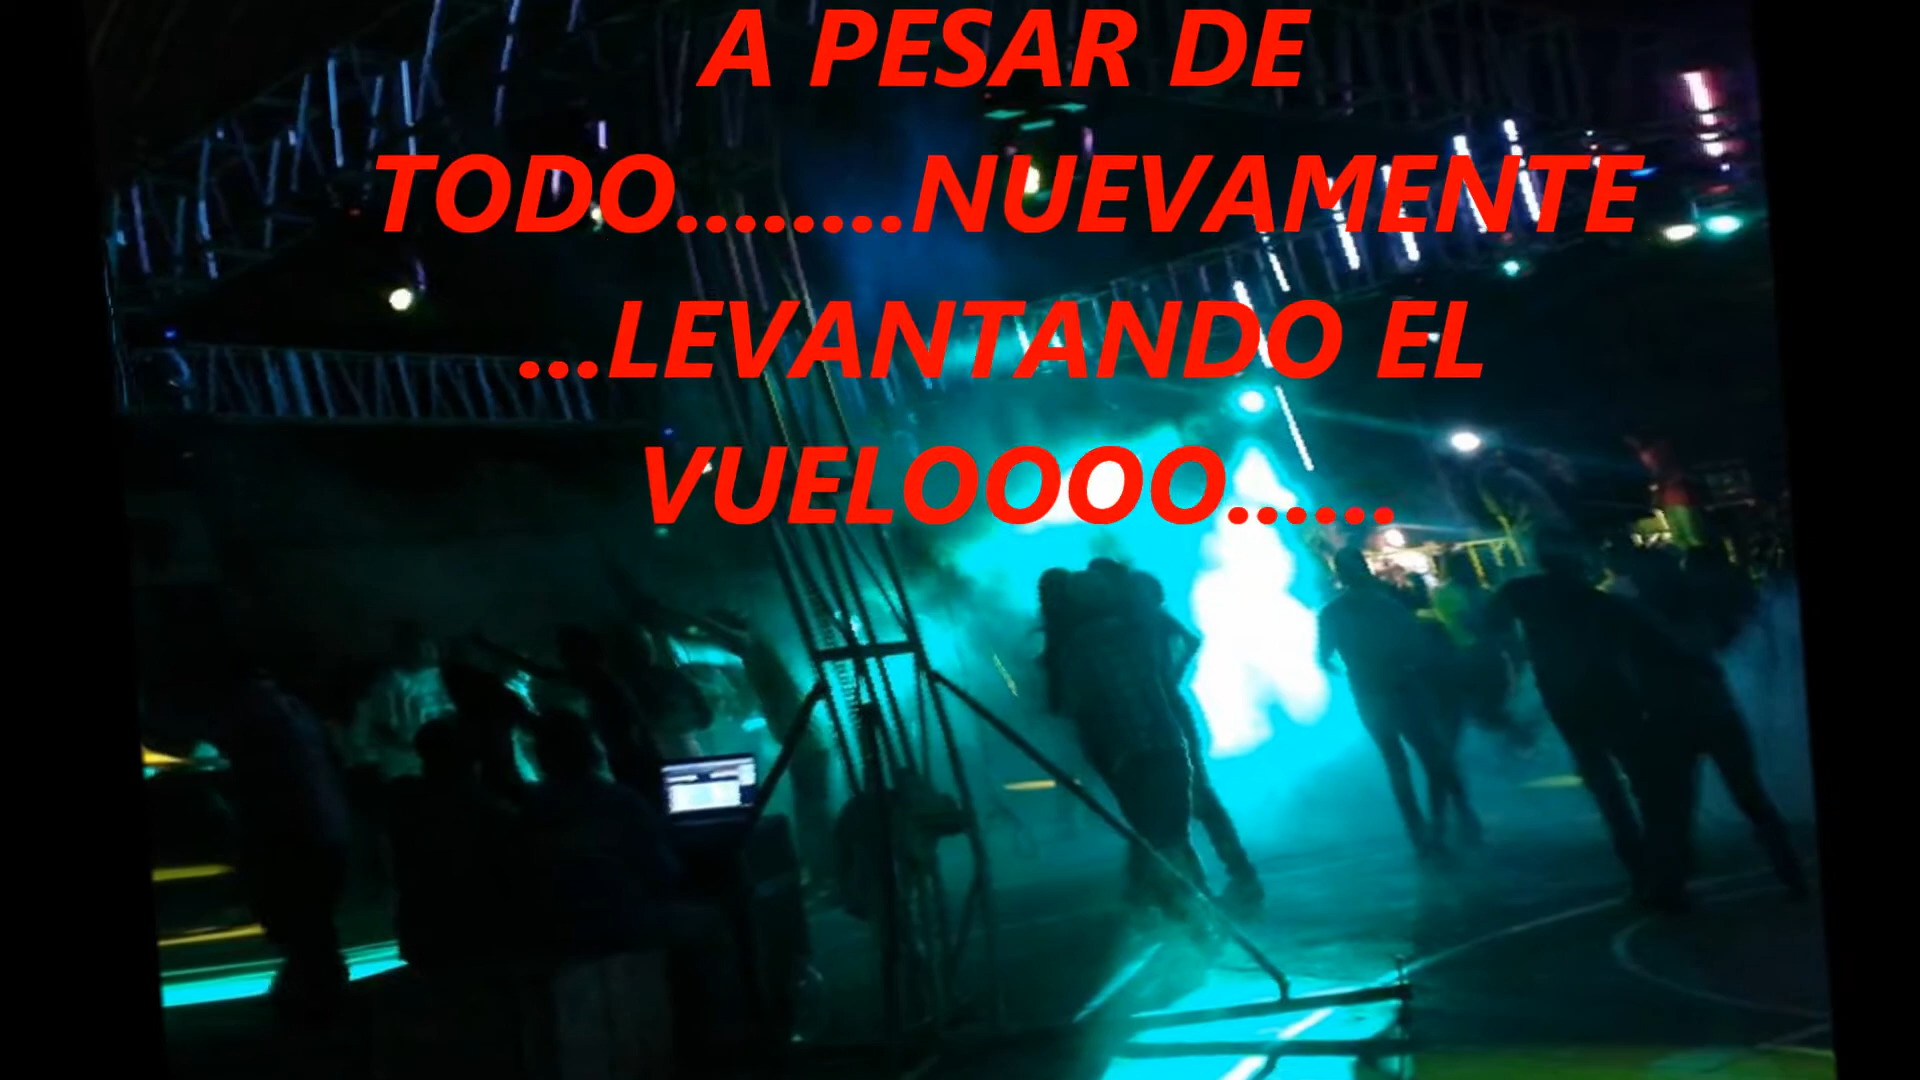 A PESAR DE
TODO........NUEVAMENTE
...LEVANTANDO EL
VUELOOOO......